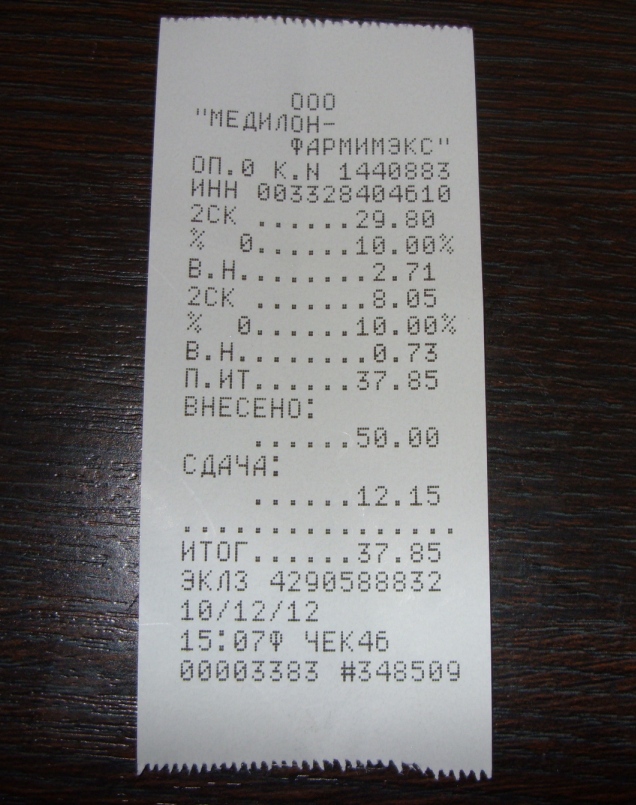 ООО
"МЕДИЛОН-
ФАРМИМЭКС"
ОП.0 К.N 1440883
ИНН 003328404610
2СК ......29.80
% 0......10.00%
В.Н........2.71
2СК .......8.05
% 0......10.00%
В.Н........0.73
П.ИТ......37.85
ВНЕСЕНО:
......50.00
СДАЧА:
......12.15
................
ИТОГ......37.85
ЭКЛЗ 4290588832
10/12/12
15:07Ф ЧЕК46
00003383 #348509